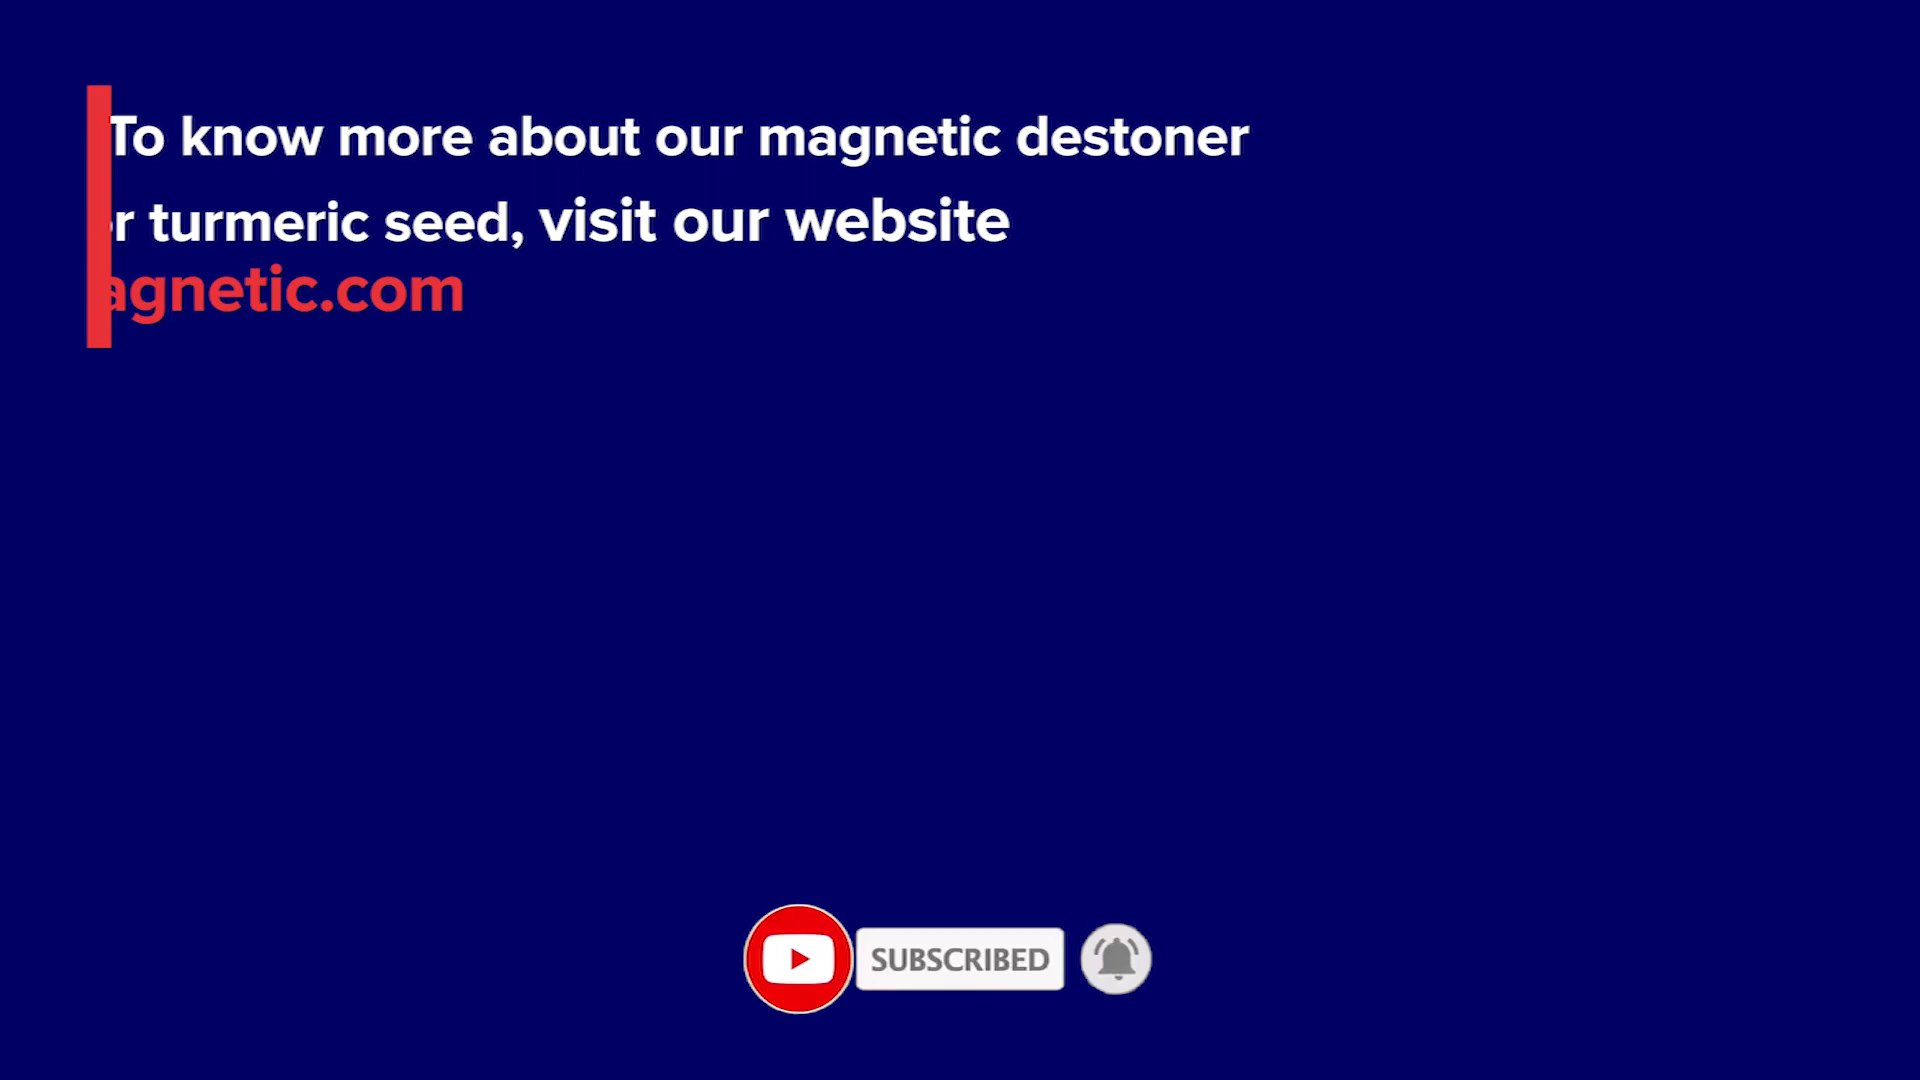 To know more about our magnetic destoner
r turmeric seed, visit our website
agnetic.com
SUBSCRIBED